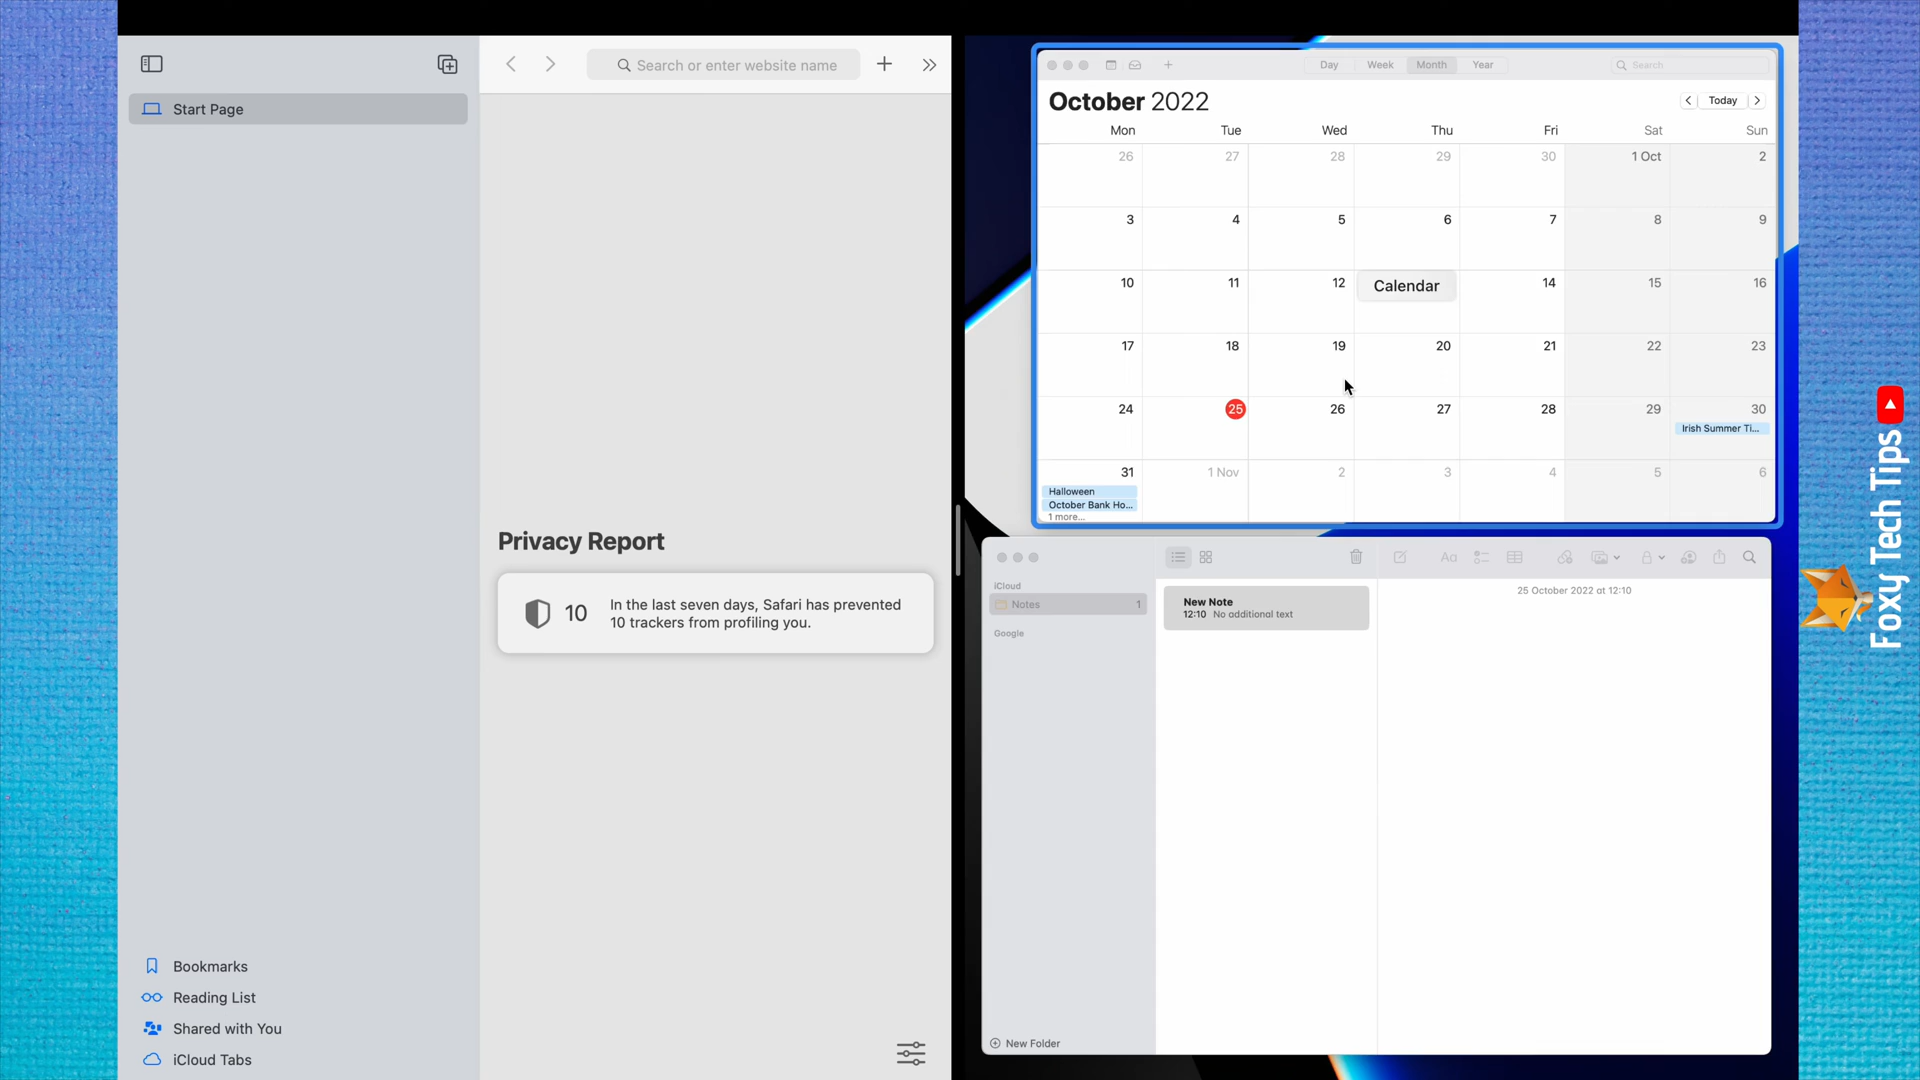 Start Page
Search or enter website name
Privacy Report
10
In the last seven days, Safari has prevented
10 trackers from profiling you.
Bookmarks
Reading List
Shared with You
iCloud Tabs
Day Week Month Year
Search
October 2022
Today
Mon Tue Wed Thu Fri Sat Sun
26 27 28 29 30 1 Oct 2
3 4 5 6 7 8 9
10 11 12 Calendar 14 15 16
17 18 19 20 21 22 23
24 25 26 27 28 29 30
Irish Summer Ti...
31 1 Nov 2 3 4 5 6
Halloween
October Bank Ho...
1 more...
iCloud
Notes 1
Google
New Folder
New Note
12:10 No additional text
Aa
25 October 2022 at 12:10
Foxy Tech Tips